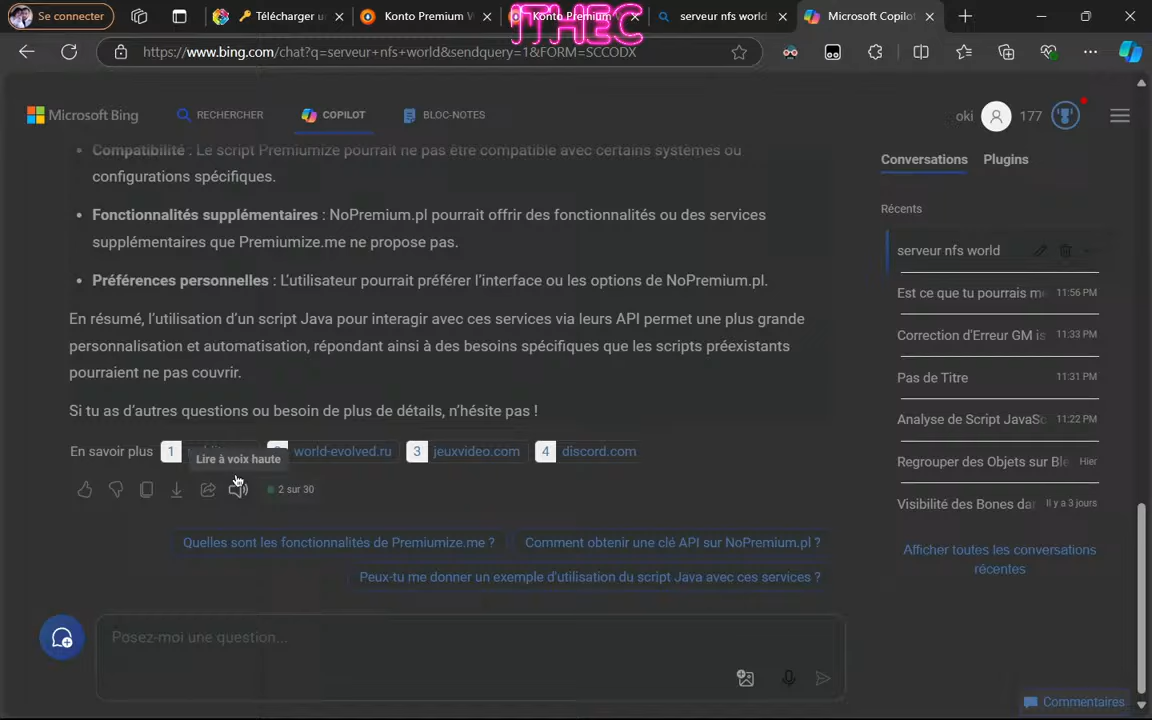 Se connecter
Télécharger u
Konto Premium W
Konto Premium
serveur nfs world
Microsoft Copilot
JTHEC
https://www.bing.com/chat?q=serveur+nfs+world&sendquery=1&FORM=SCCODX
Microsoft Bing
RECHERCHER
COPILOT
BLOC-NOTES
oki
177
Conversations
Plugins
Récents
• Compatibilité : Le script Premiumize pourrait ne pas être compatible avec certains systèmes ou
configurations spécifiques.
• Fonctionnalités supplémentaires : NoPremium.pl pourrait offrir des fonctionnalités ou des services
supplémentaires que Premiumize.me ne propose pas.
• Préférences personnelles : L'utilisateur pourrait préférer l'interface ou les options de NoPremium.pl.
En résumé, l'utilisation d'un script Java pour interagir avec ces services via leurs API permet une plus grande
personnalisation et automatisation, répondant ainsi à des besoins spécifiques que les scripts préexistants
pourraient ne pas couvrir.
Si tu as d'autres questions ou besoin de plus de détails, n'hésite pas !
En savoir plus 1 world-evolved.ru 3 jeuxvideo.com 4 discord.com
Lire à voix haute
2 sur 30
Quelles sont les fonctionnalités de Premiumize.me ?
Comment obtenir une clé API sur NoPremium.pl ?
Peux-tu me donner un exemple d'utilisation du script Java avec ces services ?
Posez-moi une question...
serveur nfs world
Est ce que tu pourrais me 11:56 PM
Correction d'Erreur GM is 11:33 PM
Pas de Titre 11:31 PM
Analyse de Script JavaSc 11:22 PM
Regrouper des Objets sur Ble Hier
Visibilité des Bones da Il y a 3 jours
Afficher toutes les conversations
récentes
Commentaires